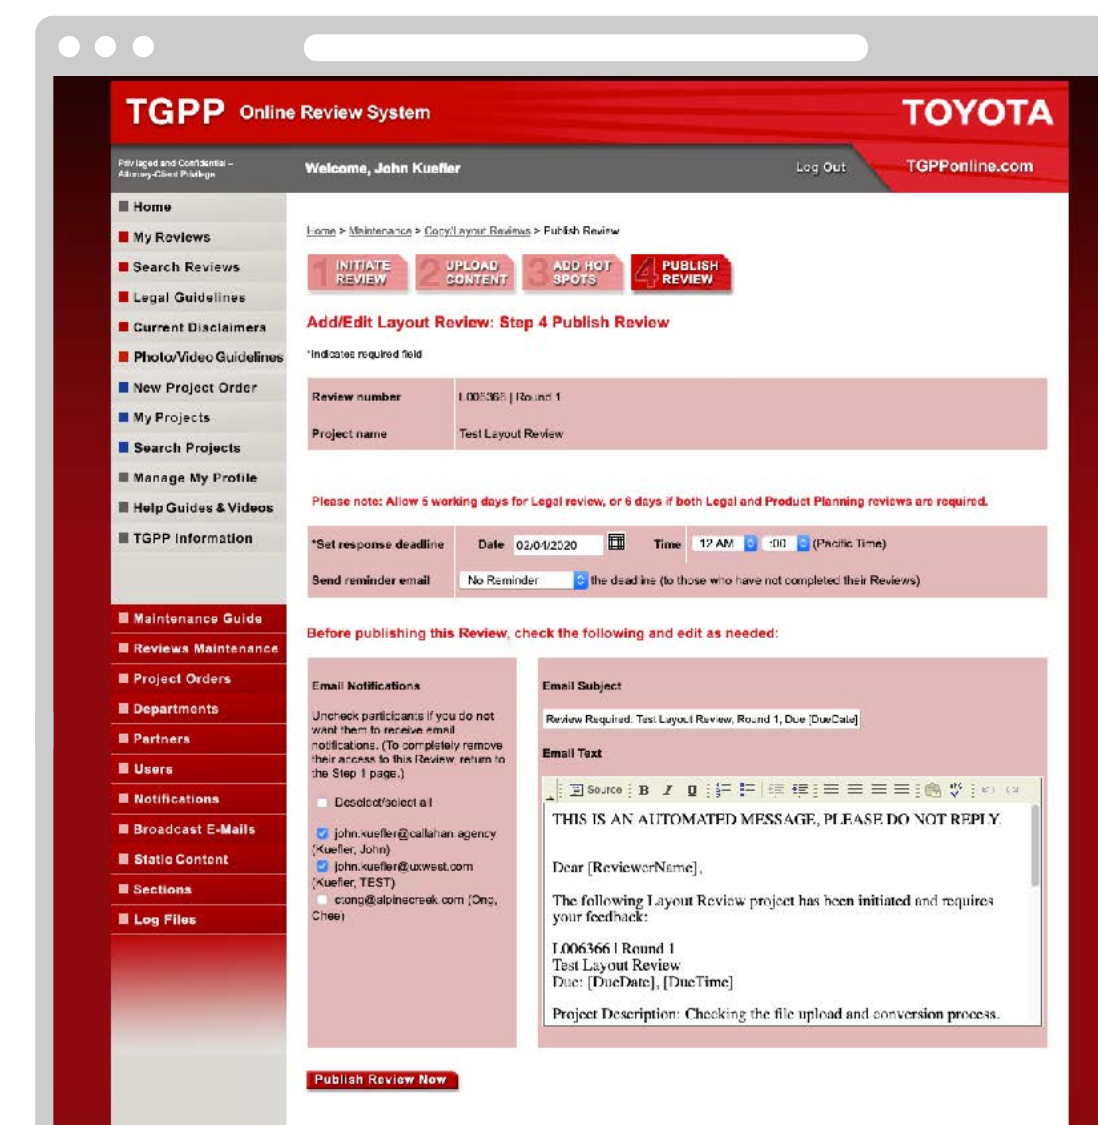 TGPP Online Review System
TOYOTA
Privileged and Confidential –
Attorney-Client Privilege
Welcome, John Kuefler
Log Out
TGPPonline.com
Home
My Reviews
Search Reviews
Legal Guidelines
Current Disclaimers
Photo/Video Guidelines
New Project Order
My Projects
Search Projects
Manage My Profile
Help Guides & Videos
TGPP Information
Maintenance Guide
Reviews Maintenance
Project Orders
Departments
Partners
Users
Notifications
Broadcast E-Mails
Static Content
Sections
Log Files
Home > Maintenance > Copy/Layout Reviews > Publish Review
1 INITIATE REVIEW
2 UPLOAD CONTENT
3 ADD HOT SPOTS
4 PUBLISH REVIEW
Add/Edit Layout Review: Step 4 Publish Review
*Indicates required field
Review number L006366 | Round 1
Project name Test Layout Review
Please note: Allow 5 working days for Legal review, or 6 days if both Legal and Product Planning reviews are required.
*Set response deadline Date 02/04/2020 Time 12 AM :00 (Pacific Time)
Send reminder email No Reminder the deadline (to those who have not completed their Reviews)
Before publishing this Review, check the following and edit as needed:
Email Notifications
Uncheck participants if you do not
want them to receive email
notifications. (To completely remove
their access to this Review, return to
the Step 1 page.)
Deselect/select all
john.kuefler@callahan.agency
(Kuefler, John)
john.kuefler@uxwest.com
(Kuefler, TEST)
ctong@alpinecreek.com (Ong,
Chee)
Email Subject
Review Required: Test Layout Review, Round 1, Due [DueDate]
Email Text
Source B I U
THIS IS AN AUTOMATED MESSAGE, PLEASE DO NOT REPLY.
Dear [ReviewerName],
The following Layout Review project has been initiated and requires
your feedback:
L006366 | Round 1
Test Layout Review
Due: [DueDate], [DueTime]
Project Description: Checking the file upload and conversion process.
Publish Review Now